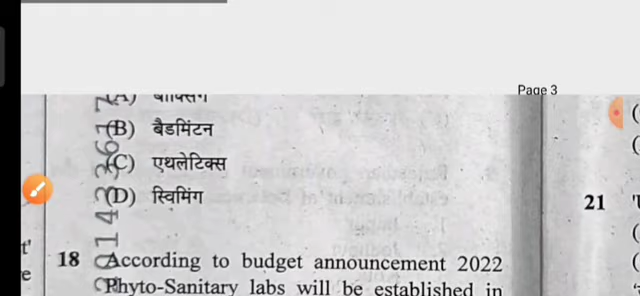 Page 3
(A) बॉक्सिंग
(B) बैडमिंटन
(C) एथलेटिक्स
(D) स्विमिंग
21
t'
18 According to budget announcement 2022
e
Phyto-Sanitary labs will be established in